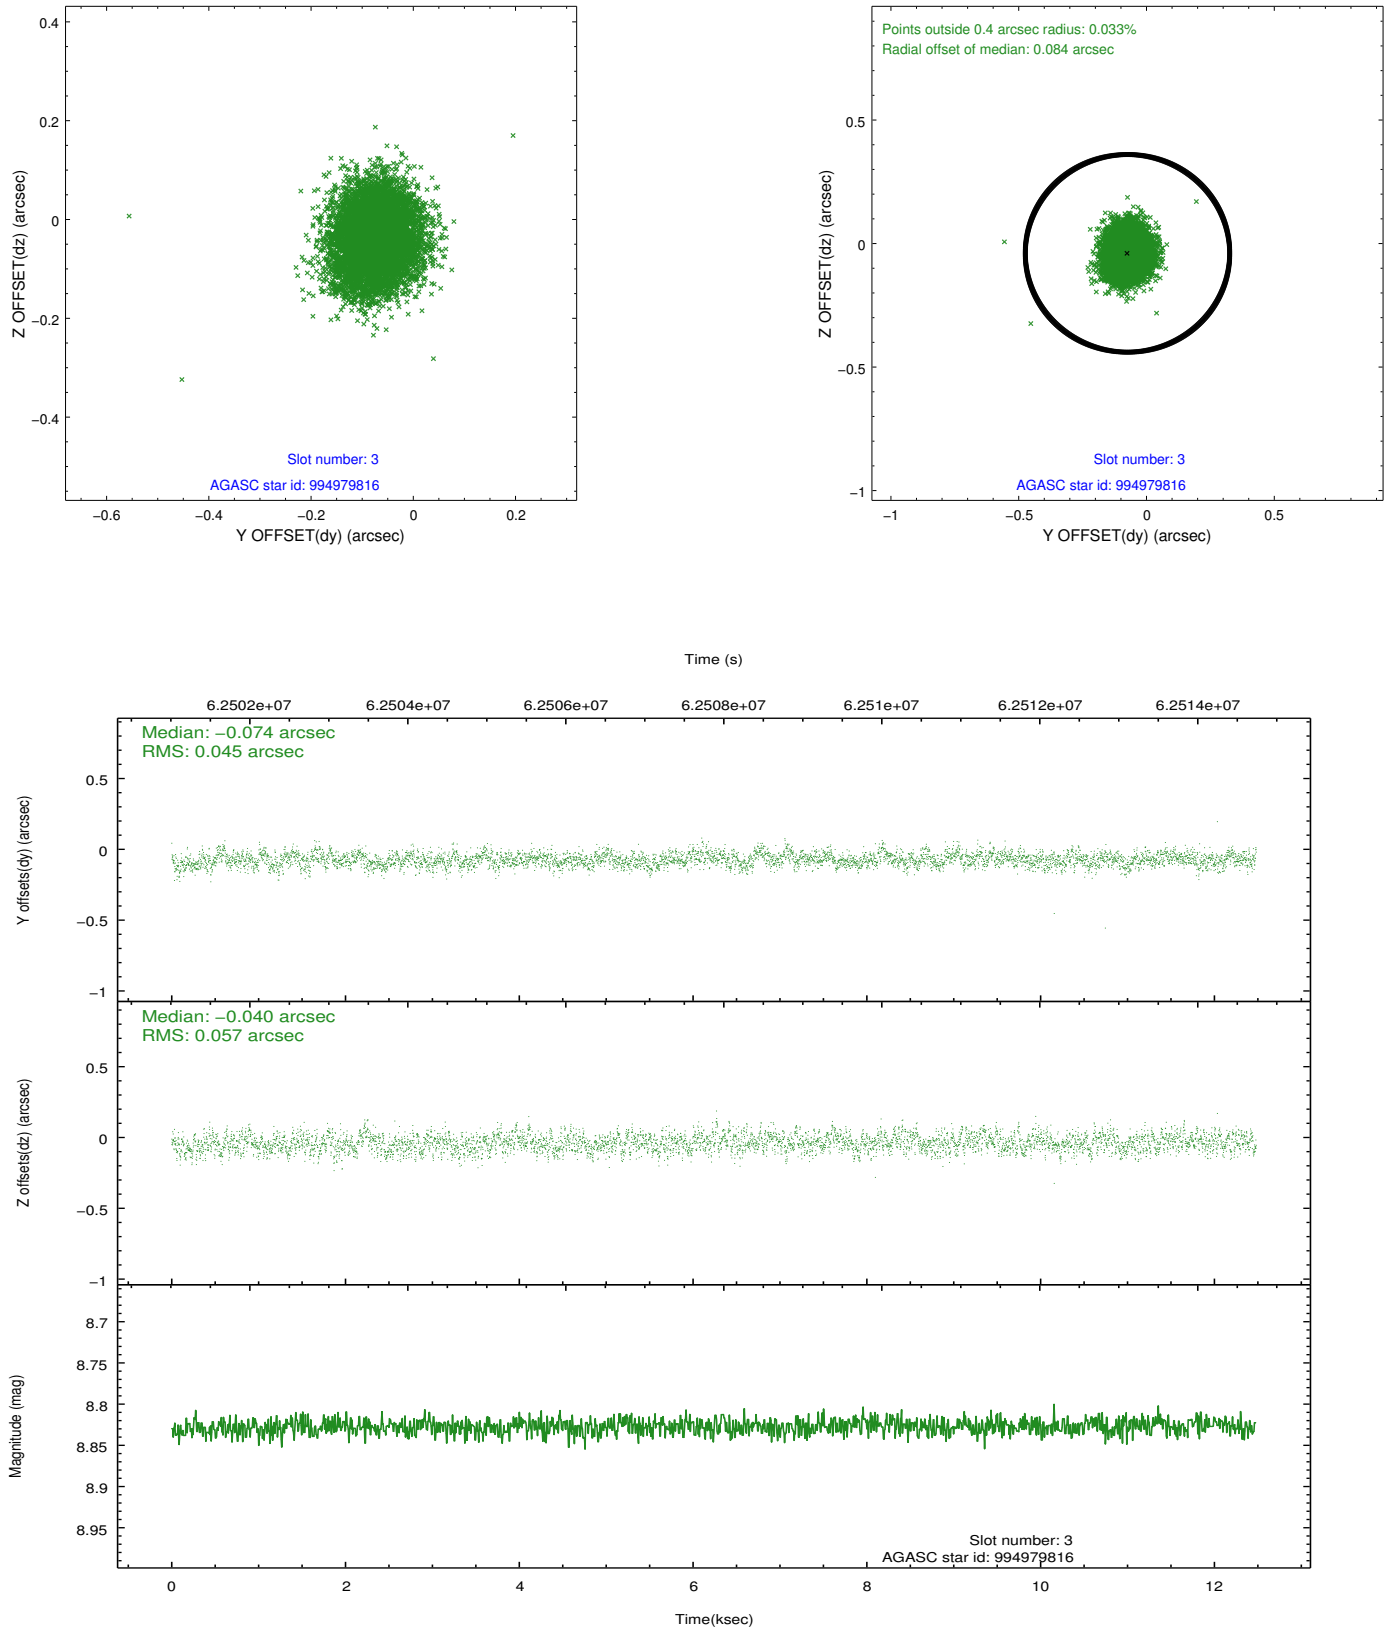 0.4
0.2
0
−0.2
−0.4
Z OFFSET(dz) (arcsec)
Slot number: 3
AGASC star id: 994979816
−0.6 −0.4 −0.2 0 0.2
Y OFFSET(dy) (arcsec)
Points outside 0.4 arcsec radius: 0.033%
Radial offset of median: 0.084 arcsec
0.5
0
−0.5
−1
Z OFFSET(dz) (arcsec)
Slot number: 3
AGASC star id: 994979816
−1 −0.5 0 0.5
Y OFFSET(dy) (arcsec)
Time (s)
6.2502e+07 6.2504e+07 6.2506e+07 6.2508e+07 6.251e+07 6.2512e+07 6.2514e+07
Median: −0.074 arcsec
RMS: 0.045 arcsec
0.5
0
−0.5
−1
Y offsets(dy) (arcsec)
Median: −0.040 arcsec
RMS: 0.057 arcsec
0.5
0
−0.5
−1
Z offsets(dz) (arcsec)
8.7
8.75
8.8
8.85
8.9
8.95
Magnitude (mag)
Slot number: 3
AGASC star id: 994979816
0 2 4 6 8 10 12
Time(ksec)